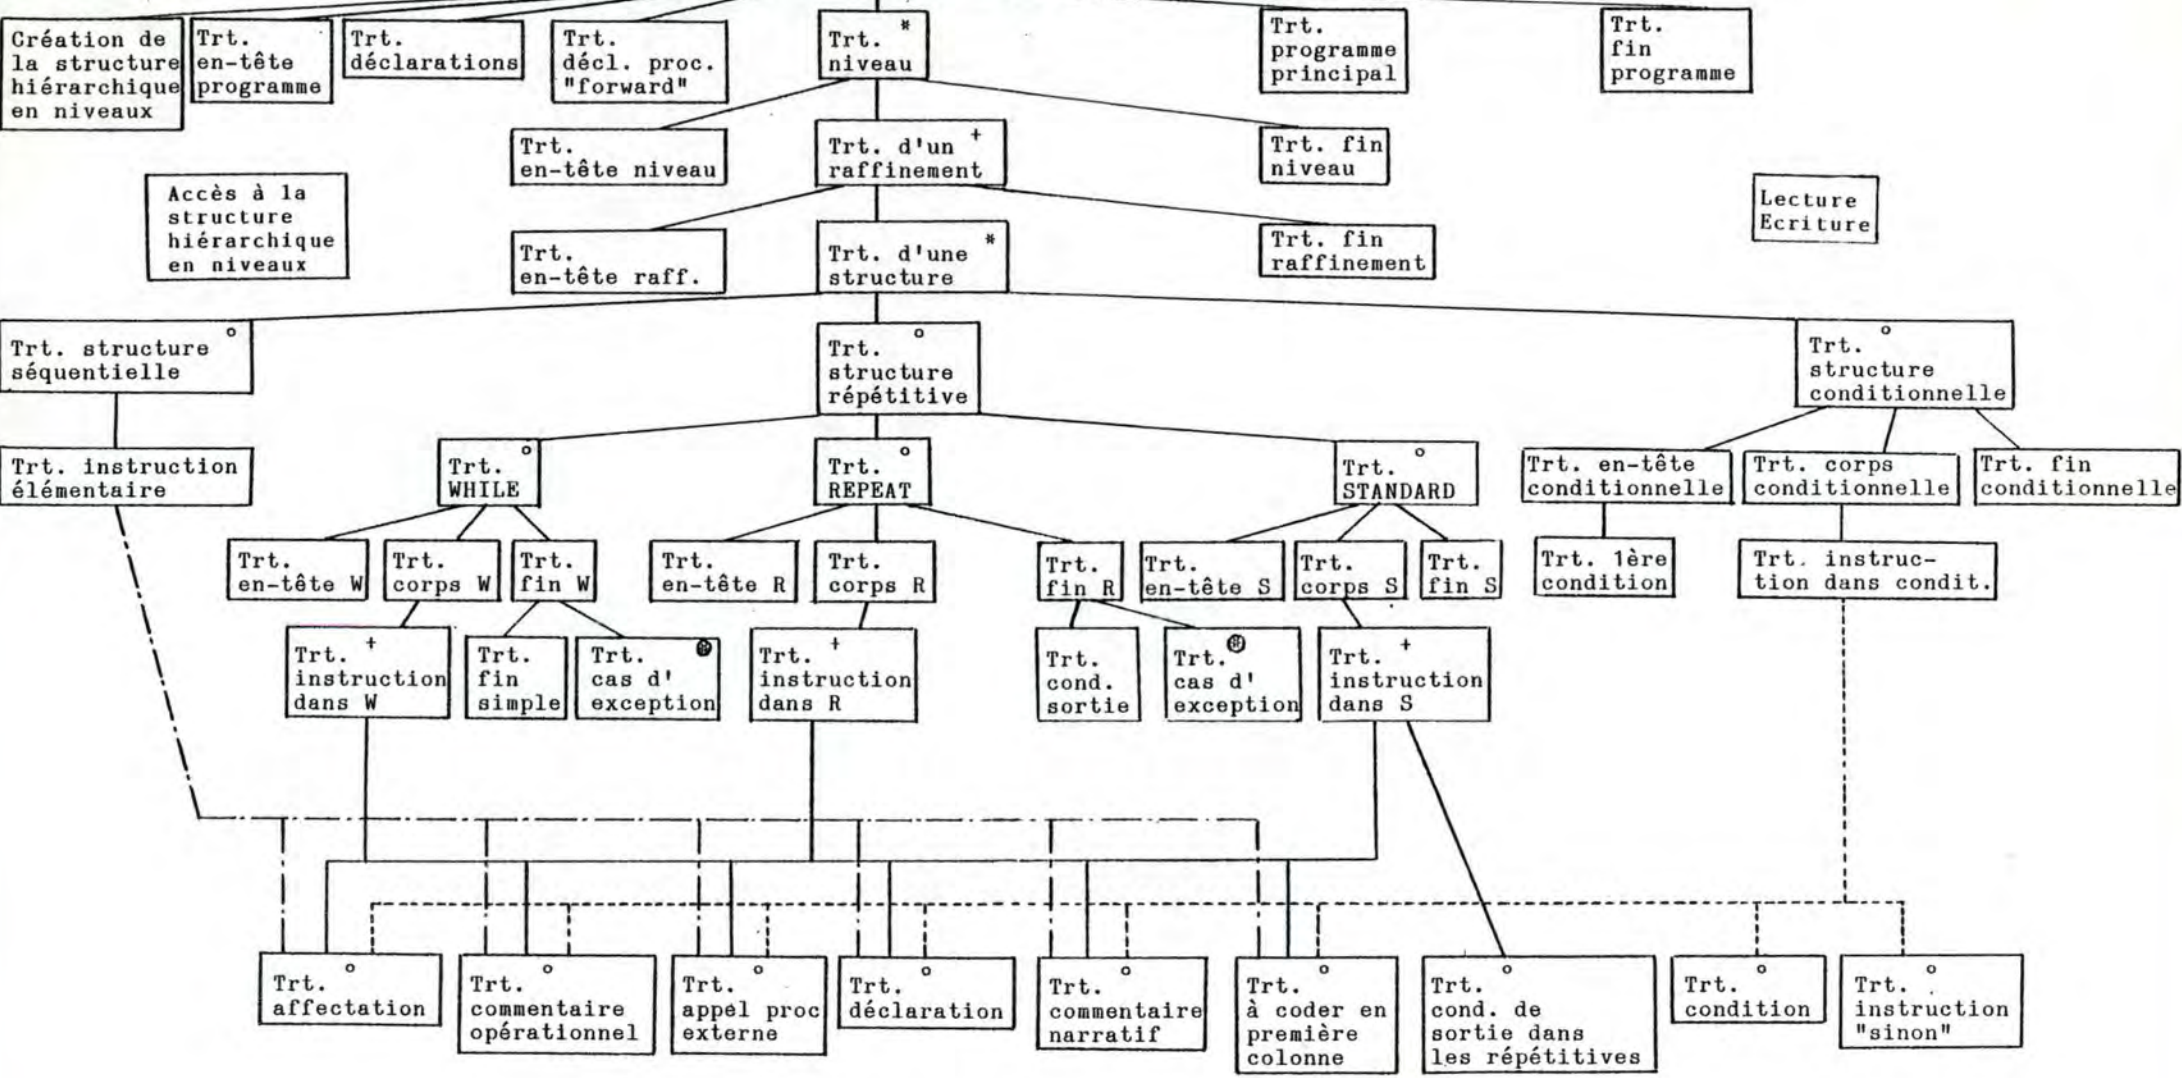 Création de
la structure
hiérarchique
en niveaux
Trt.
en-tête
programme
Trt.
déclarations
Trt.
décl. proc.
"forward"
Trt. *
niveau
Trt.
programme
principal
Trt.
fin
programme
Trt.
en-tête niveau
Trt. d'un +
raffinement
Trt. fin
niveau
Accès à la
structure
hiérarchique
en niveaux
Lecture
Ecriture
Trt.
en-tête raff.
Trt. d'une *
structure
Trt. fin
raffinement
Trt. structure o
séquentielle
o
Trt.
structure
répétitive
o
Trt.
structure
conditionnelle
Trt. instruction
élémentaire
Trt. o
WHILE
Trt. o
REPEAT
Trt. o
STANDARD
Trt. en-tête
conditionnelle
Trt. corps
conditionnelle
Trt. fin
conditionnelle
Trt.
en-tête W
Trt.
corps W
Trt.
fin W
Trt.
en-tête R
Trt.
corps R
Trt.
fin R
Trt.
en-tête S
Trt.
corps S
Trt.
fin S
Trt. 1ère
condition
Trt. instruc-
tion dans condit.
Trt. +
instruction
dans W
Trt.
fin
simple
Trt.
cas d'
exception
Trt. +
instruction
dans R
Trt.
cond.
sortie
Trt.
cas d'
exception
Trt. +
instruction
dans S
o
Trt.
affectation
o
Trt.
commentaire
opérationnel
o
Trt.
appel proc
externe
o
Trt.
déclaration
o
Trt.
commentaire
narratif
o
Trt.
à coder en
première
colonne
o
Trt.
cond. de
sortie dans
les répétitives
o
Trt.
condition
o
Trt.
instruction
"sinon"